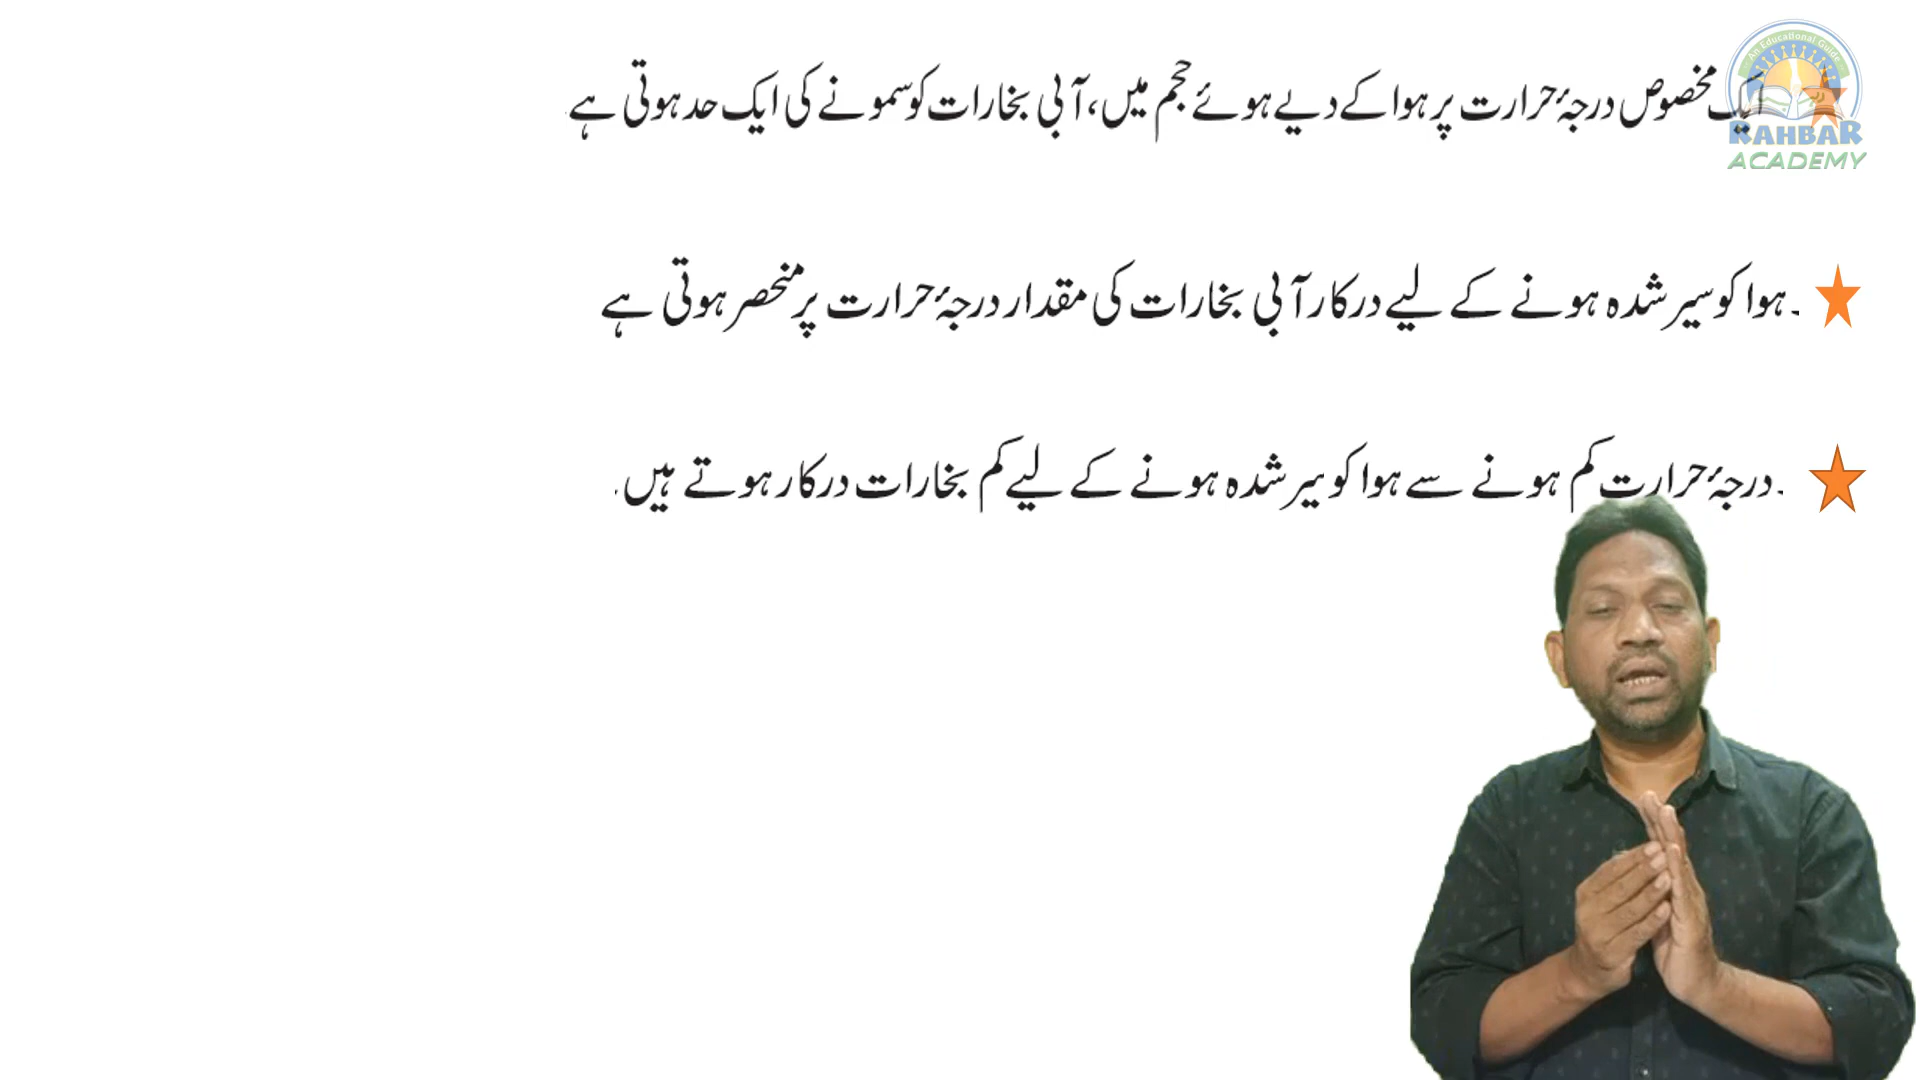 An Educational Guide
RAHBAR
ACADEMY
ایک مخصوص درجۂ حرارت پر ہوا کے دیے ہوئے حجم میں، آبی بخارات کو سمونے کی ایک حد ہوتی ہے
۔ ہوا کو سیر شدہ ہونے کے لیے درکار آبی بخارات کی مقدار درجۂ حرارت پر منحصر ہوتی ہے
۔ درجۂ حرارت کم ہونے سے ہوا کو سیر شدہ ہونے کے لیے کم بخارات درکار ہوتے ہیں۔